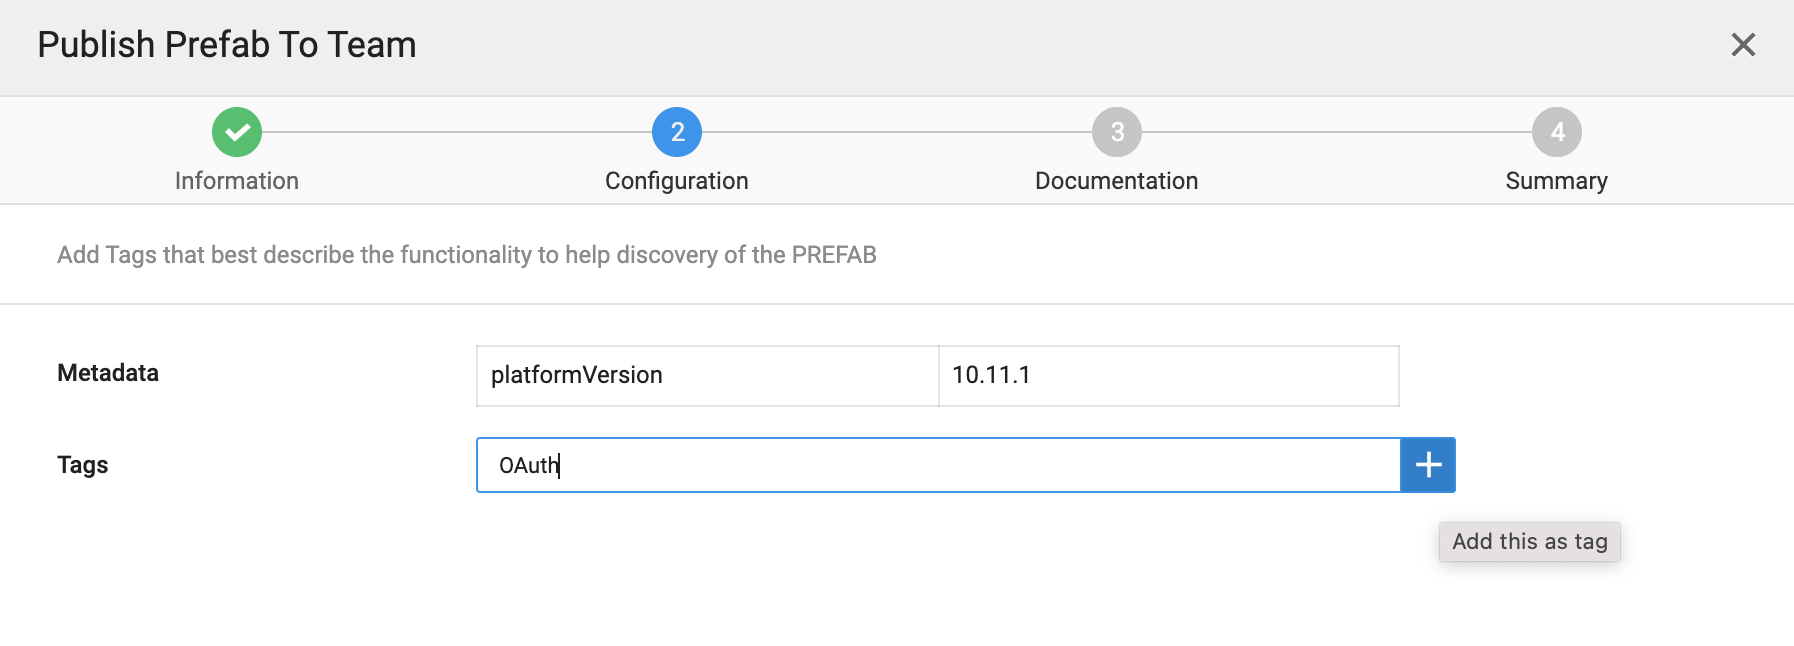 Publish Prefab To Team
2 3 4
Information Configuration Documentation Summary
Add Tags that best describe the functionality to help discovery of the PREFAB
Metadata platformVersion 10.11.1
Tags OAuth
Add this as tag